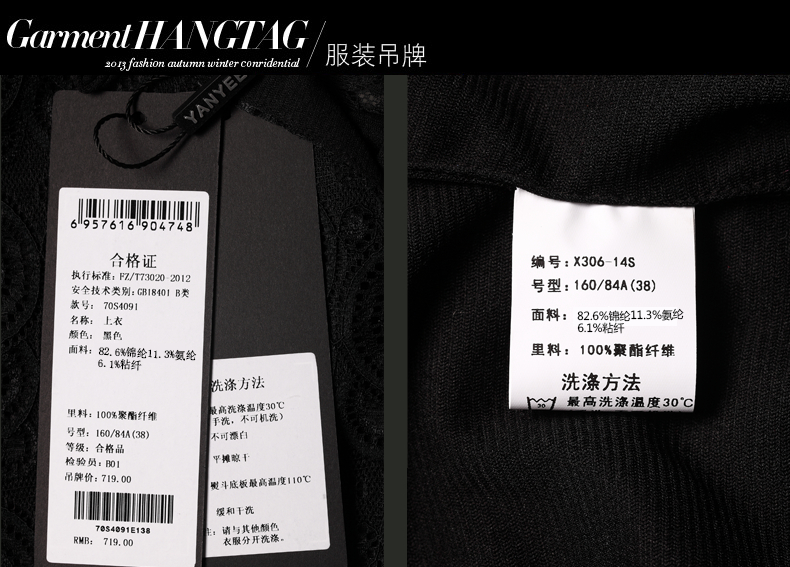 Garment HANGTAG
2013 fashion autumn winter conridential
服装吊牌
YANYEE
6 957616 904748
合格证
执行标准: FZ/T73020-2012
安全技术类别: GB18401 B类
款号: 70S4091
名称: 上衣
颜色: 黑色
面料: 82.6%锦纶11.3%氨纶
6.1%粘纤
里料: 100%聚酯纤维
号型: 160/84A(38)
等级: 合格品
检验员: B01
吊牌价: 719.00
70S4091E138
RMB: 719.00
洗涤方法
最高洗涤温度30℃
手洗，不可机洗）
不可漂白
平摊晾干
熨斗底板最高温度110℃
缓和干洗
注: 请与其他颜色
衣服分开洗涤。
编号: X306-14S
号型: 160/84A(38)
面料: 82.6%锦纶11.3%氨纶
6.1%粘纤
里料: 100%聚酯纤维
洗涤方法
30 最高洗涤温度30℃